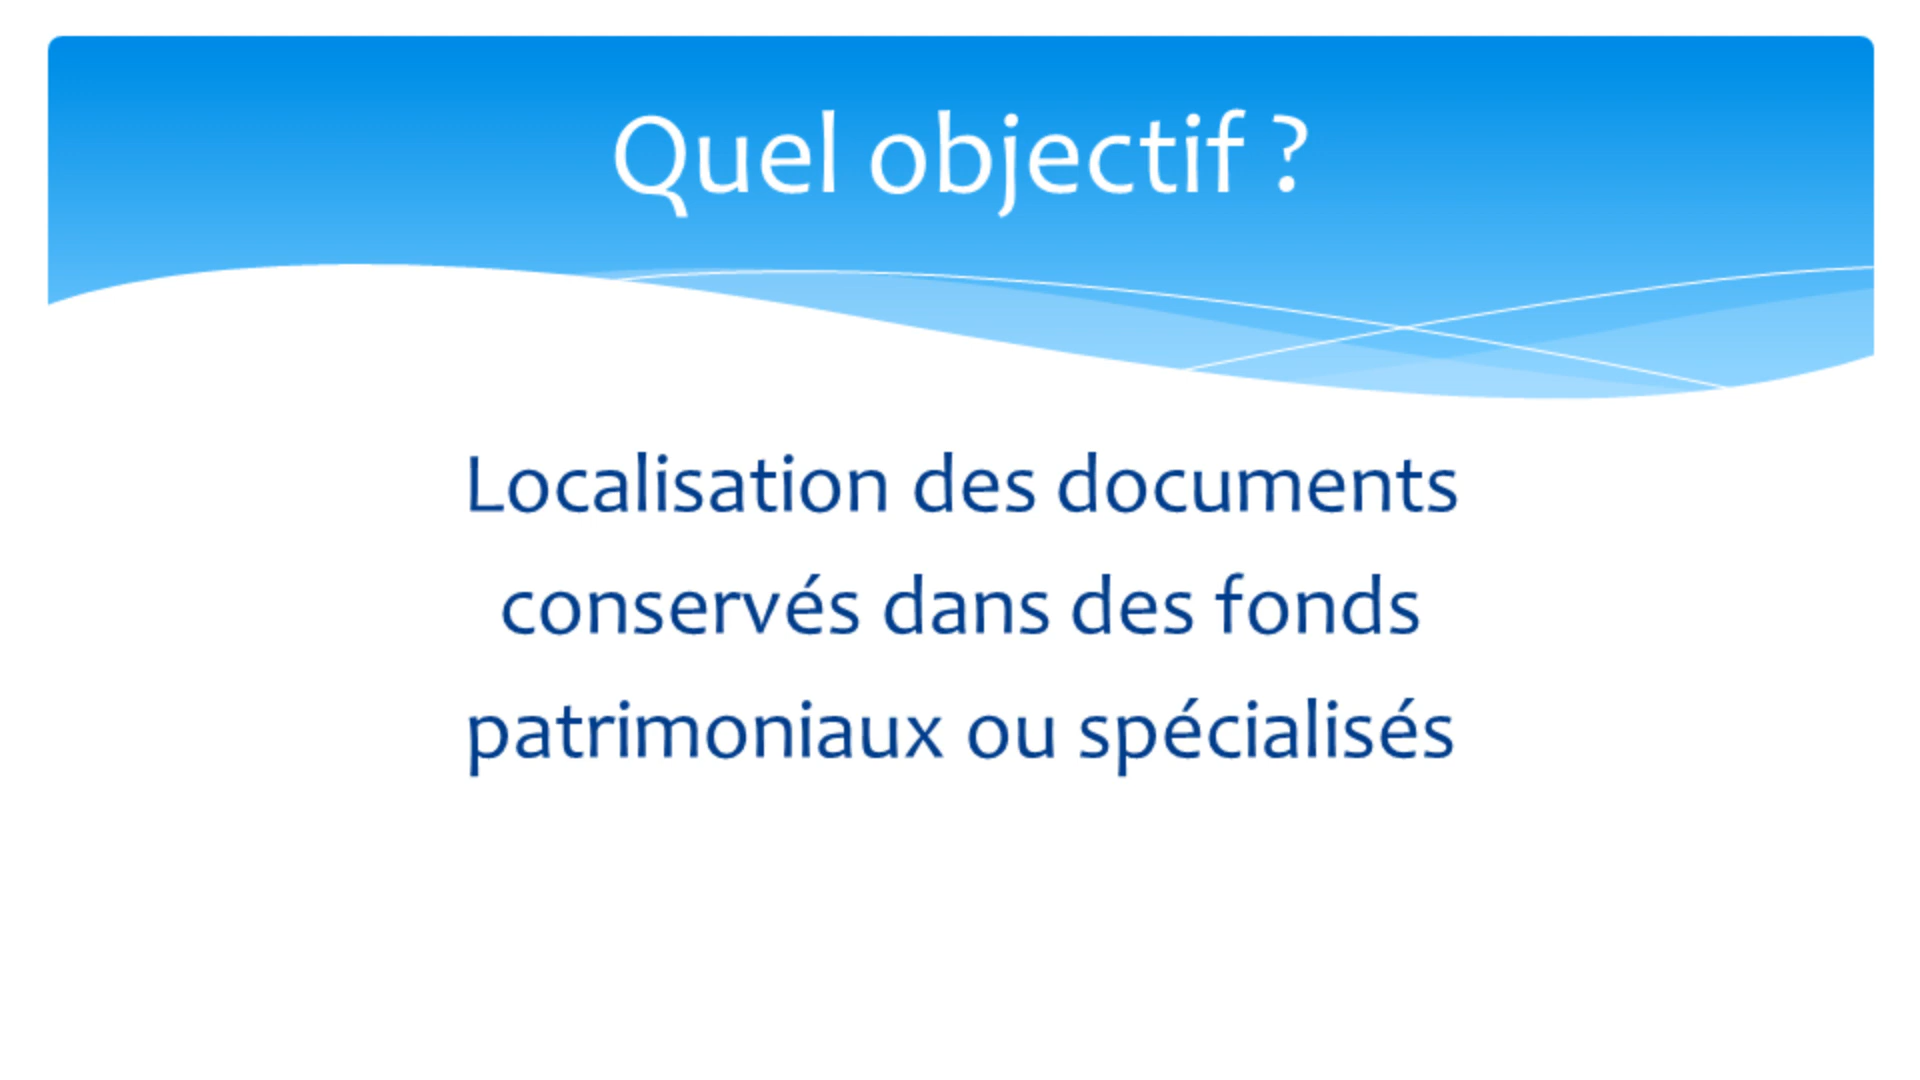 Quel objectif ?
Localisation des documents
conservés dans des fonds
patrimoniaux ou spécialisés